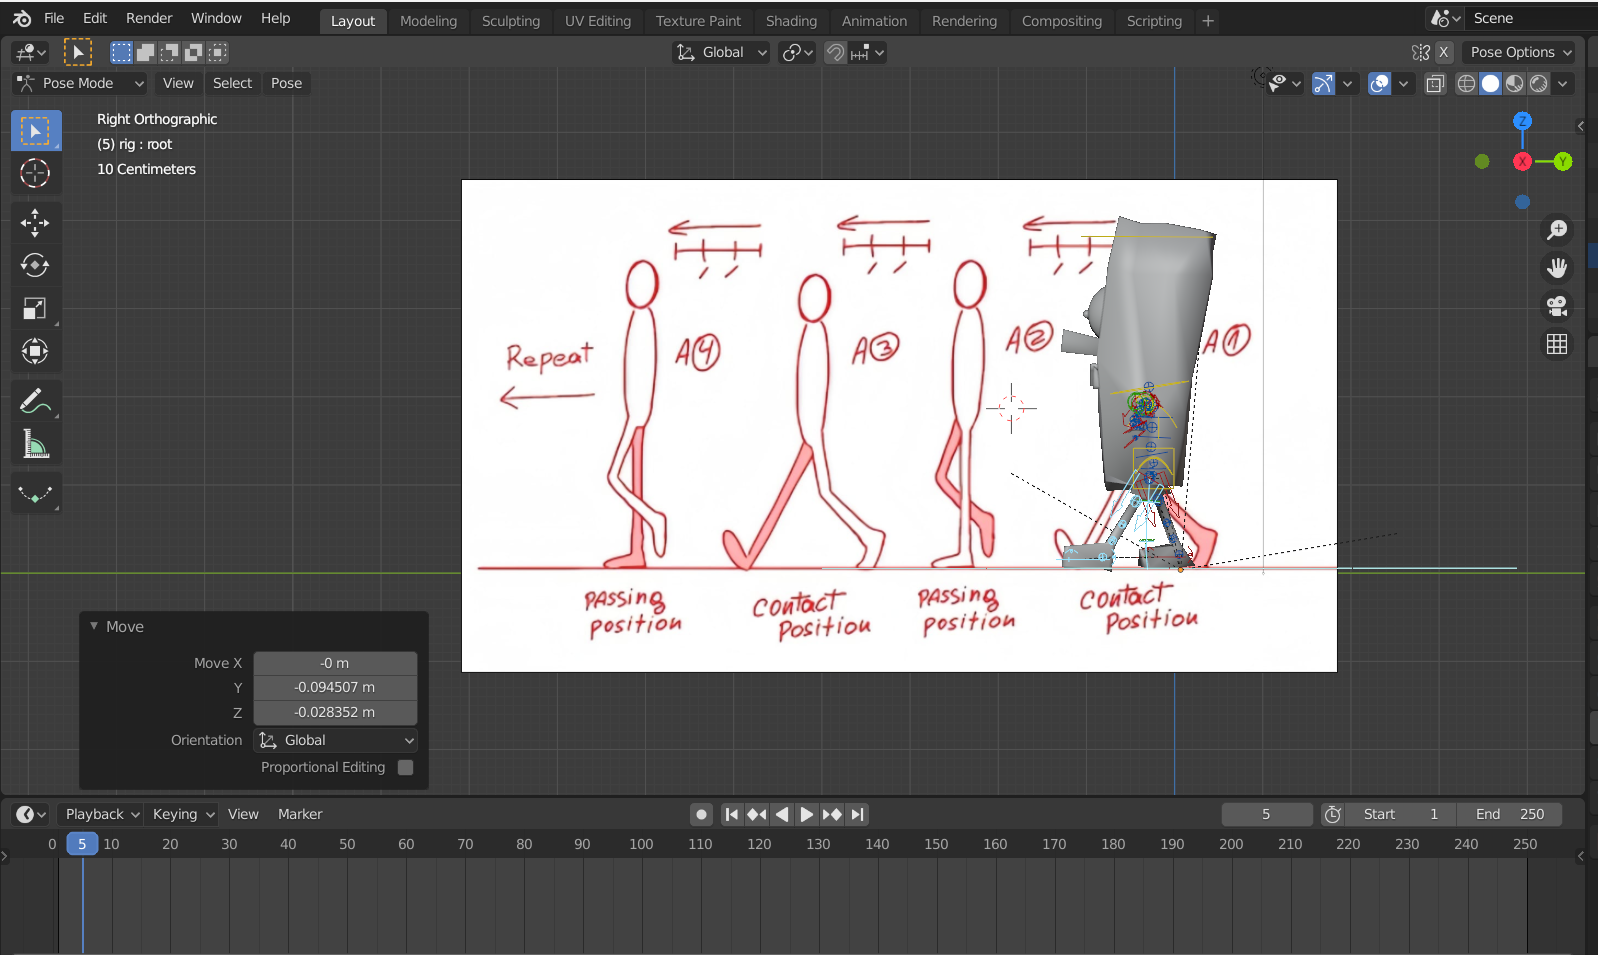 File Edit Render Window Help Layout Modeling Sculpting UV Editing Texture Paint Shading Animation Rendering Compositing Scripting + Scene
Global X Pose Options
Pose Mode View Select Pose
Right Orthographic
(5) rig : root
10 Centimeters
Z
X Y
Repeat
A4
A3
A2
A1
PAssing
position
Contact
Position
PAssing
position
Contact
Position
Move
Move X -0 m
Y -0.094507 m
Z -0.028352 m
Orientation Global
Proportional Editing
Playback Keying View Marker 5 Start 1 End 250
0 5 10 20 30 40 50 60 70 80 90 100 110 120 130 140 150 160 170 180 190 200 210 220 230 240 250